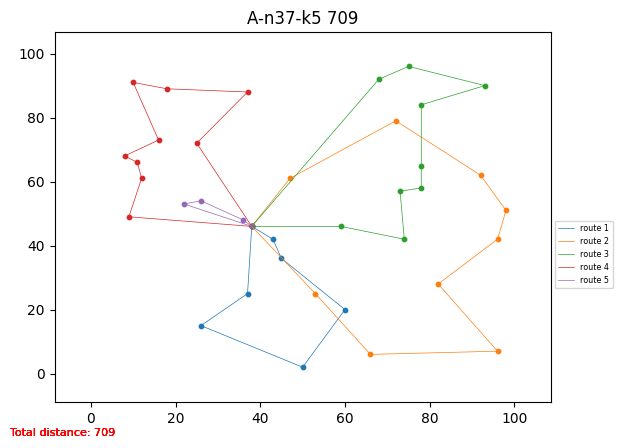 A-n37-k5 709
100
80
60
40
20
0
0 20 40 60 80 100
route 1
route 2
route 3
route 4
route 5
Total distance: 709